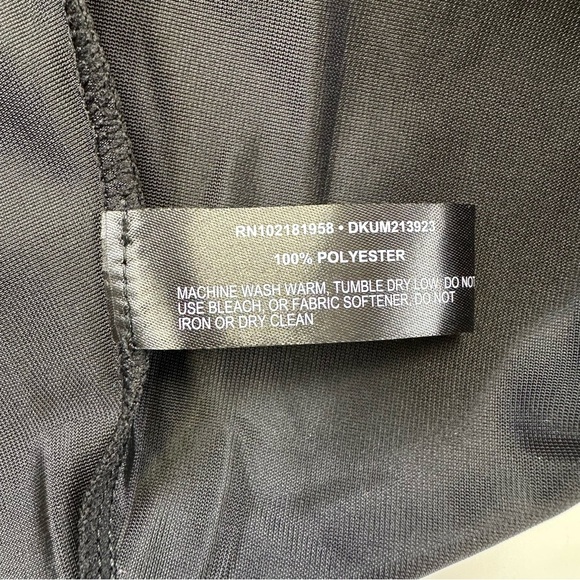 RN102181958 • DKUM213923
100% POLYESTER
MACHINE WASH WARM, TUMBLE DRY LOW, DO NOT
USE BLEACH, OR FABRIC SOFTENER, DO NOT
IRON OR DRY CLEAN